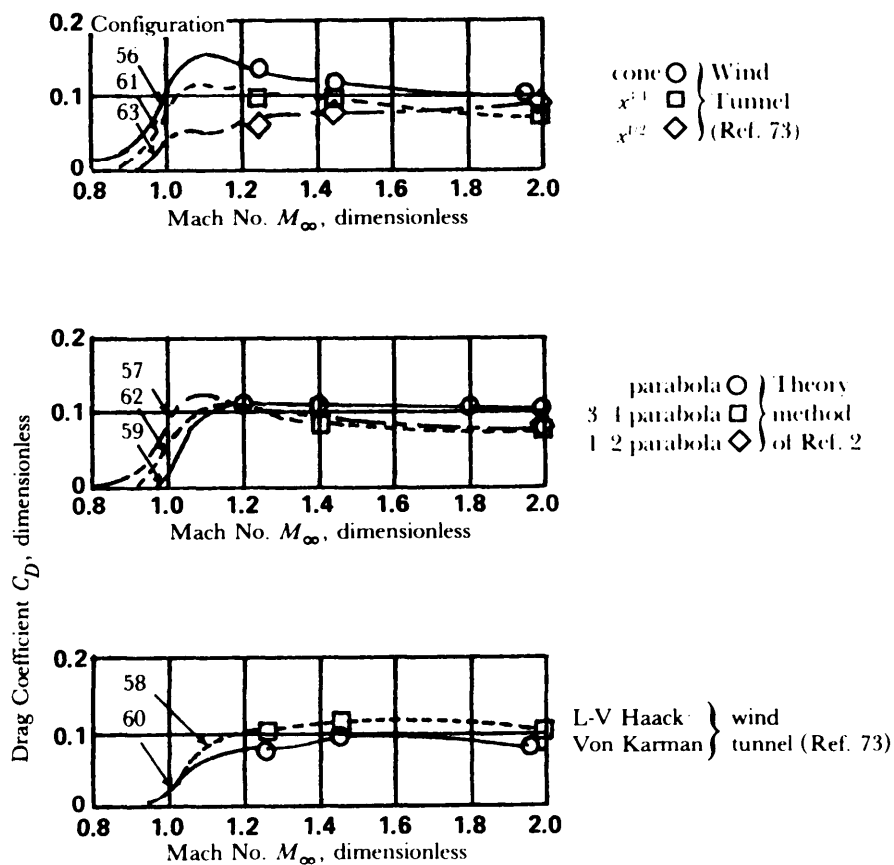 Configuration
0.2
0.1
0
56
61
63
0.8 1.0 1.2 1.4 1.6 1.8 2.0
Mach No. M∞, dimensionless
cone
x
x1/2
Wind
Tunnel
(Ref. 73)
0.2
0.1
0
57
62
59
0.8 1.0 1.2 1.4 1.6 1.8 2.0
Mach No. M∞, dimensionless
parabola
parabola
1 2 parabola
Theory
method
of Ref. 2
Drag Coefficient C_D, dimensionless
0.2
0.1
0
58
60
0.8 1.0 1.2 1.4 1.6 1.8 2.0
Mach No. M∞, dimensionless
L-V Haack
Von Karman
wind
tunnel (Ref. 73)